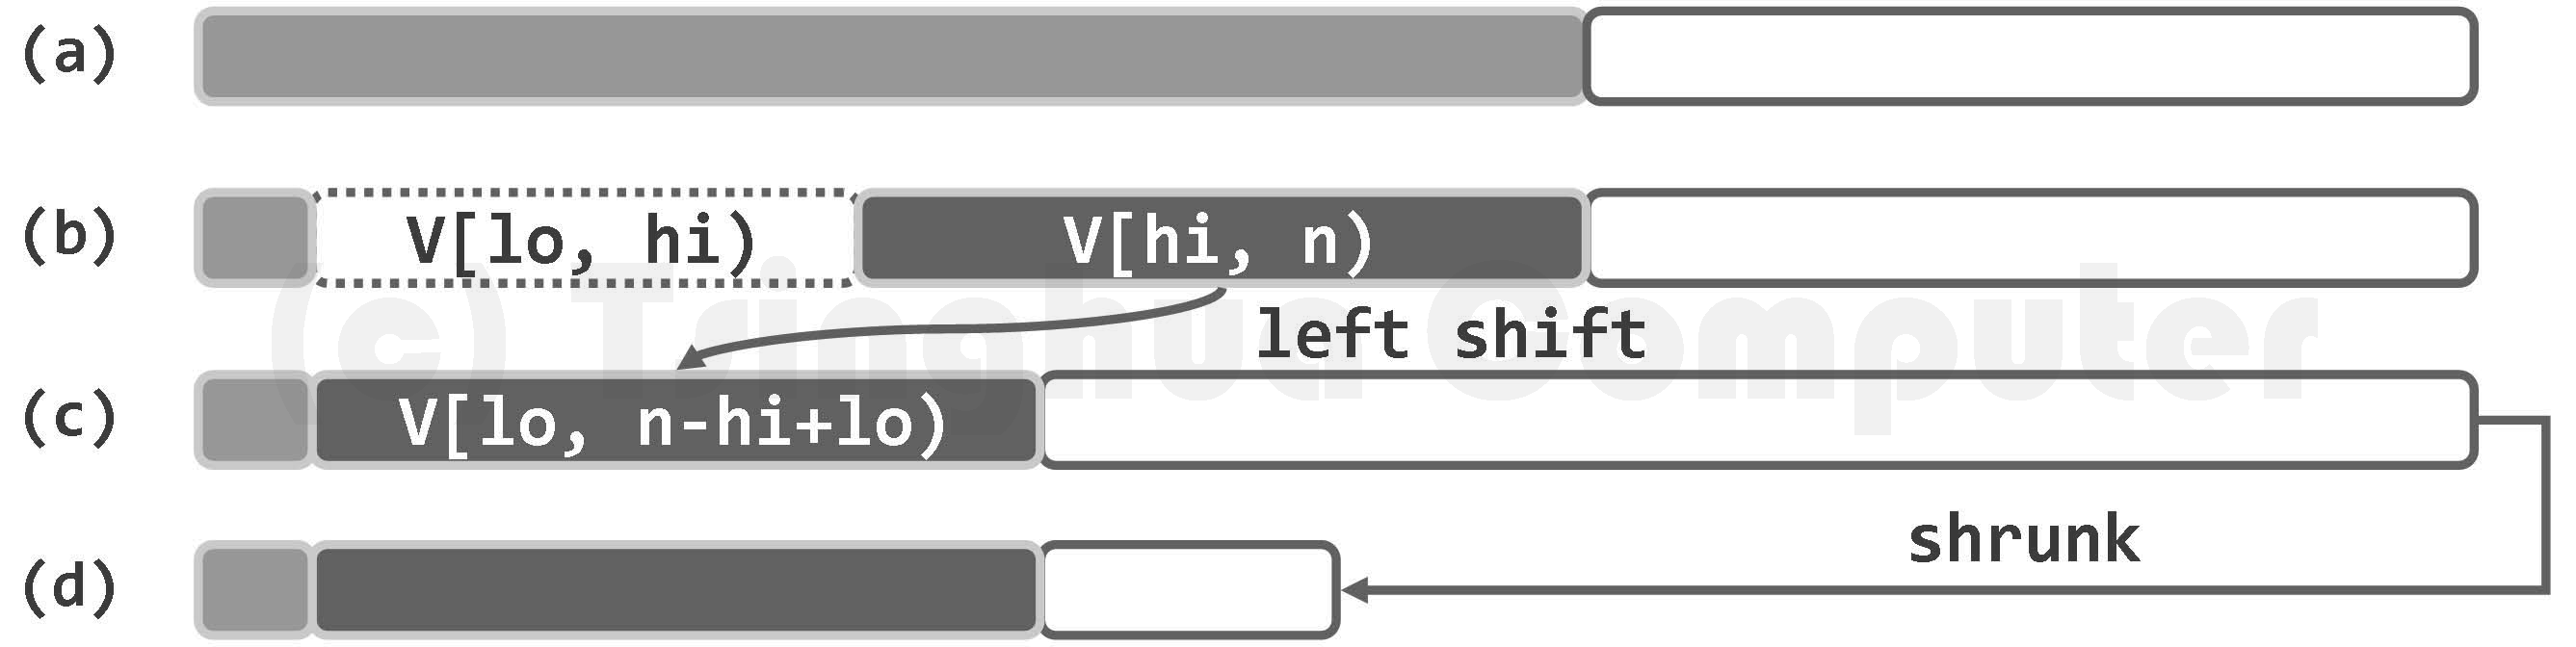 (a)
(b) V[lo, hi) V[hi, n)
left shift
(c) V[lo, n-hi+lo)
shrunk
(d)
(c) Tsinghua Computer